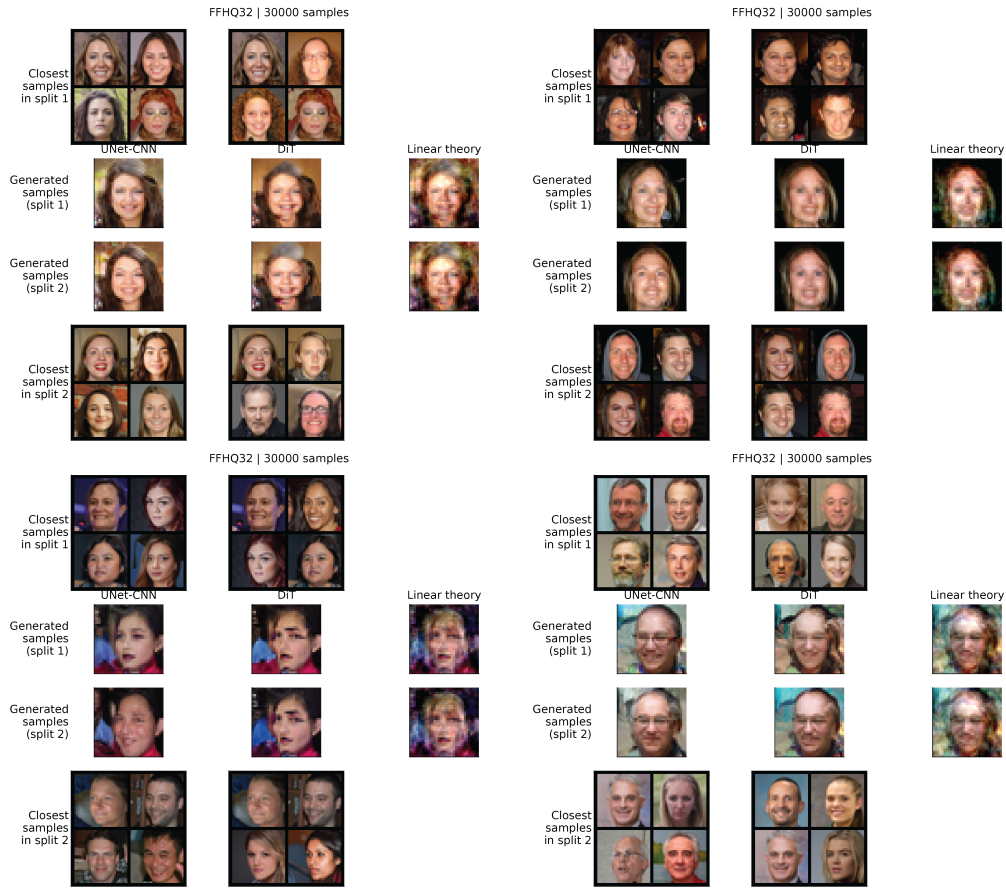 FFHQ32 | 30000 samples
Closest
samples
in split 1
UNet-CNN DiT Linear theory
Generated
samples
(split 1)
Generated
samples
(split 2)
Closest
samples
in split 2
FFHQ32 | 30000 samples
Closest
samples
in split 1
UNet-CNN DiT Linear theory
Generated
samples
(split 1)
Generated
samples
(split 2)
Closest
samples
in split 2
FFHQ32 | 30000 samples
Closest
samples
in split 1
UNet-CNN DiT Linear theory
Generated
samples
(split 1)
Generated
samples
(split 2)
Closest
samples
in split 2
FFHQ32 | 30000 samples
Closest
samples
in split 1
UNet-CNN DiT Linear theory
Generated
samples
(split 1)
Generated
samples
(split 2)
Closest
samples
in split 2